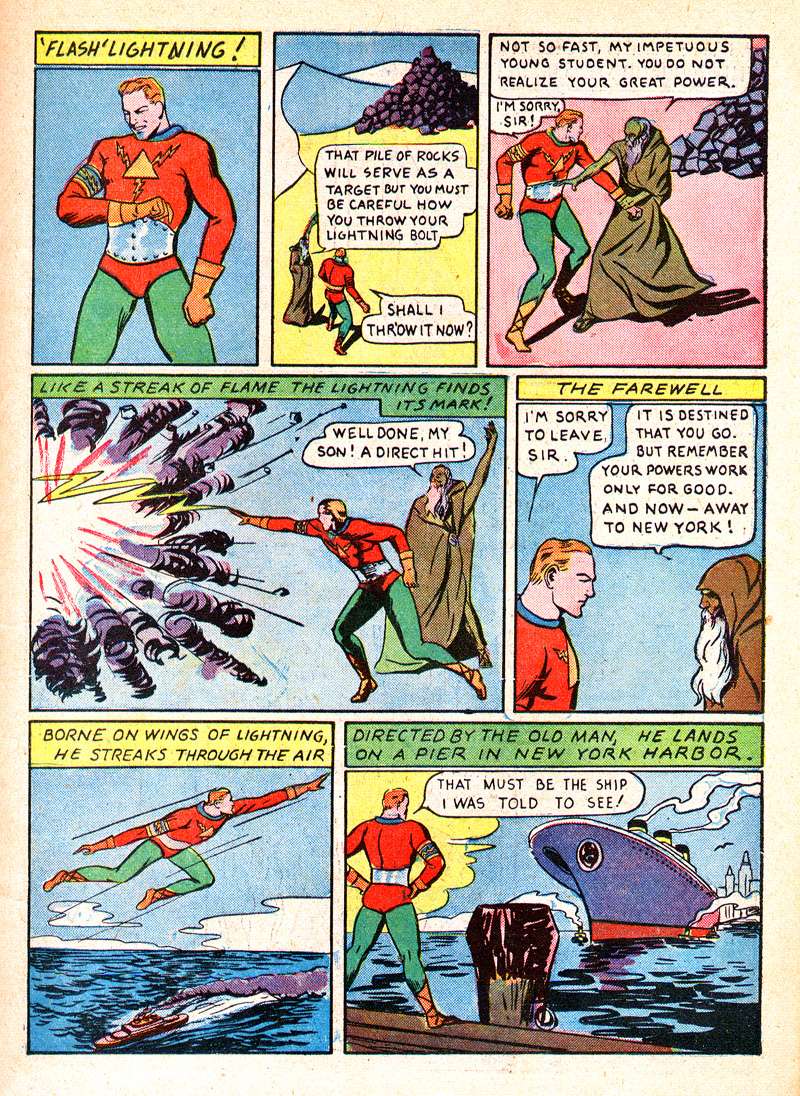 'FLASH' LIGHTNING!
THAT PILE OF ROCKS
WILL SERVE AS A
TARGET BUT YOU MUST
BE CAREFUL HOW
YOU THROW YOUR
LIGHTNING BOLT
SHALL I
THROW IT NOW?
NOT SO FAST, MY IMPETUOUS
YOUNG STUDENT. YOU DO NOT
REALIZE YOUR GREAT POWER.
I'M SORRY,
SIR!
LIKE A STREAK OF FLAME THE LIGHTNING FINDS
ITS MARK!
WELL DONE, MY
SON! A DIRECT HIT!
THE FAREWELL
I'M SORRY
TO LEAVE,
SIR.
IT IS DESTINED
THAT YOU GO.
BUT REMEMBER
YOUR POWERS WORK
ONLY FOR GOOD.
AND NOW — AWAY
TO NEW YORK!
BORNE ON WINGS OF LIGHTNING,
HE STREAKS THROUGH THE AIR
DIRECTED BY THE OLD MAN, HE LANDS
ON A PIER IN NEW YORK HARBOR.
THAT MUST BE THE SHIP
I WAS TOLD TO SEE!